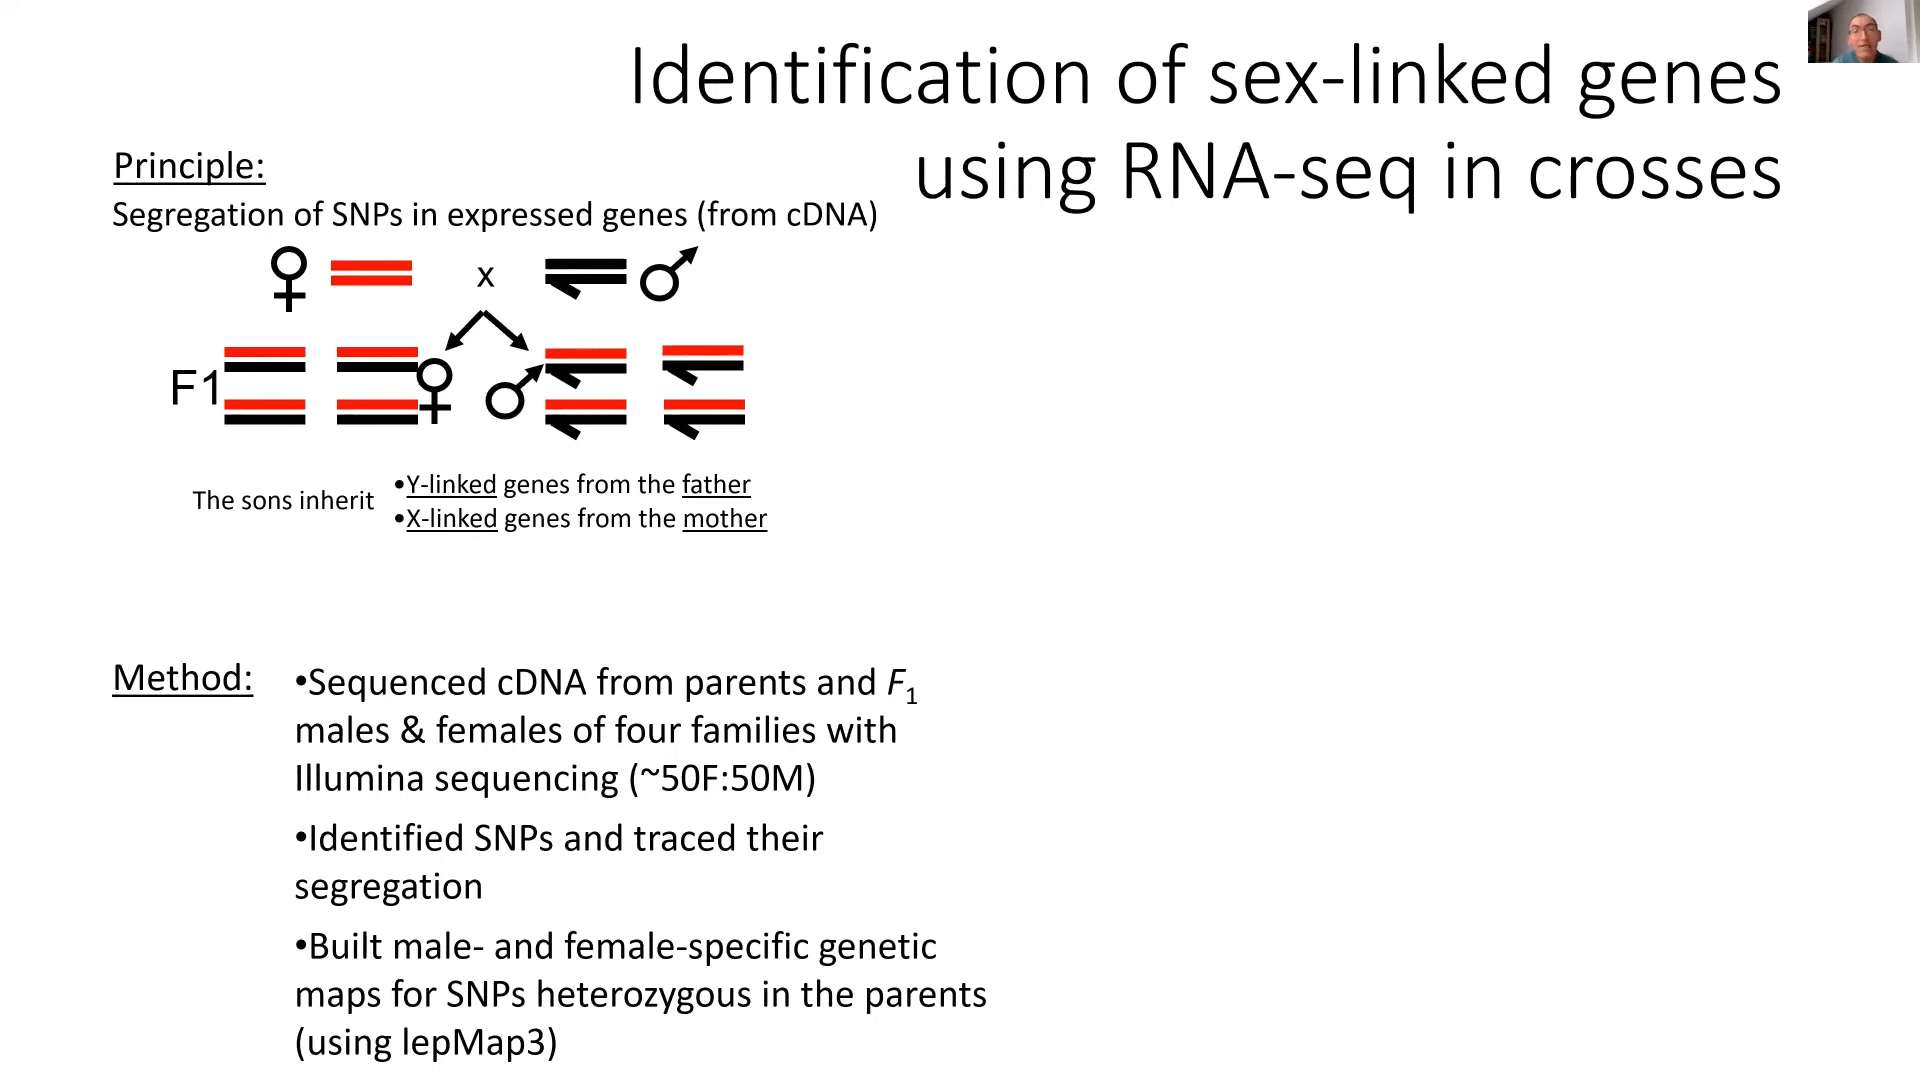 Identification of sex-linked genes
using RNA-seq in crosses
Principle:
Segregation of SNPs in expressed genes (from cDNA)
♀ x ♂
F1 ♀ ♂
The sons inherit
•Y-linked genes from the father
•X-linked genes from the mother
Method:
•Sequenced cDNA from parents and F1
males & females of four families with
Illumina sequencing (~50F:50M)
•Identified SNPs and traced their
segregation
•Built male- and female-specific genetic
maps for SNPs heterozygous in the parents
(using lepMap3)